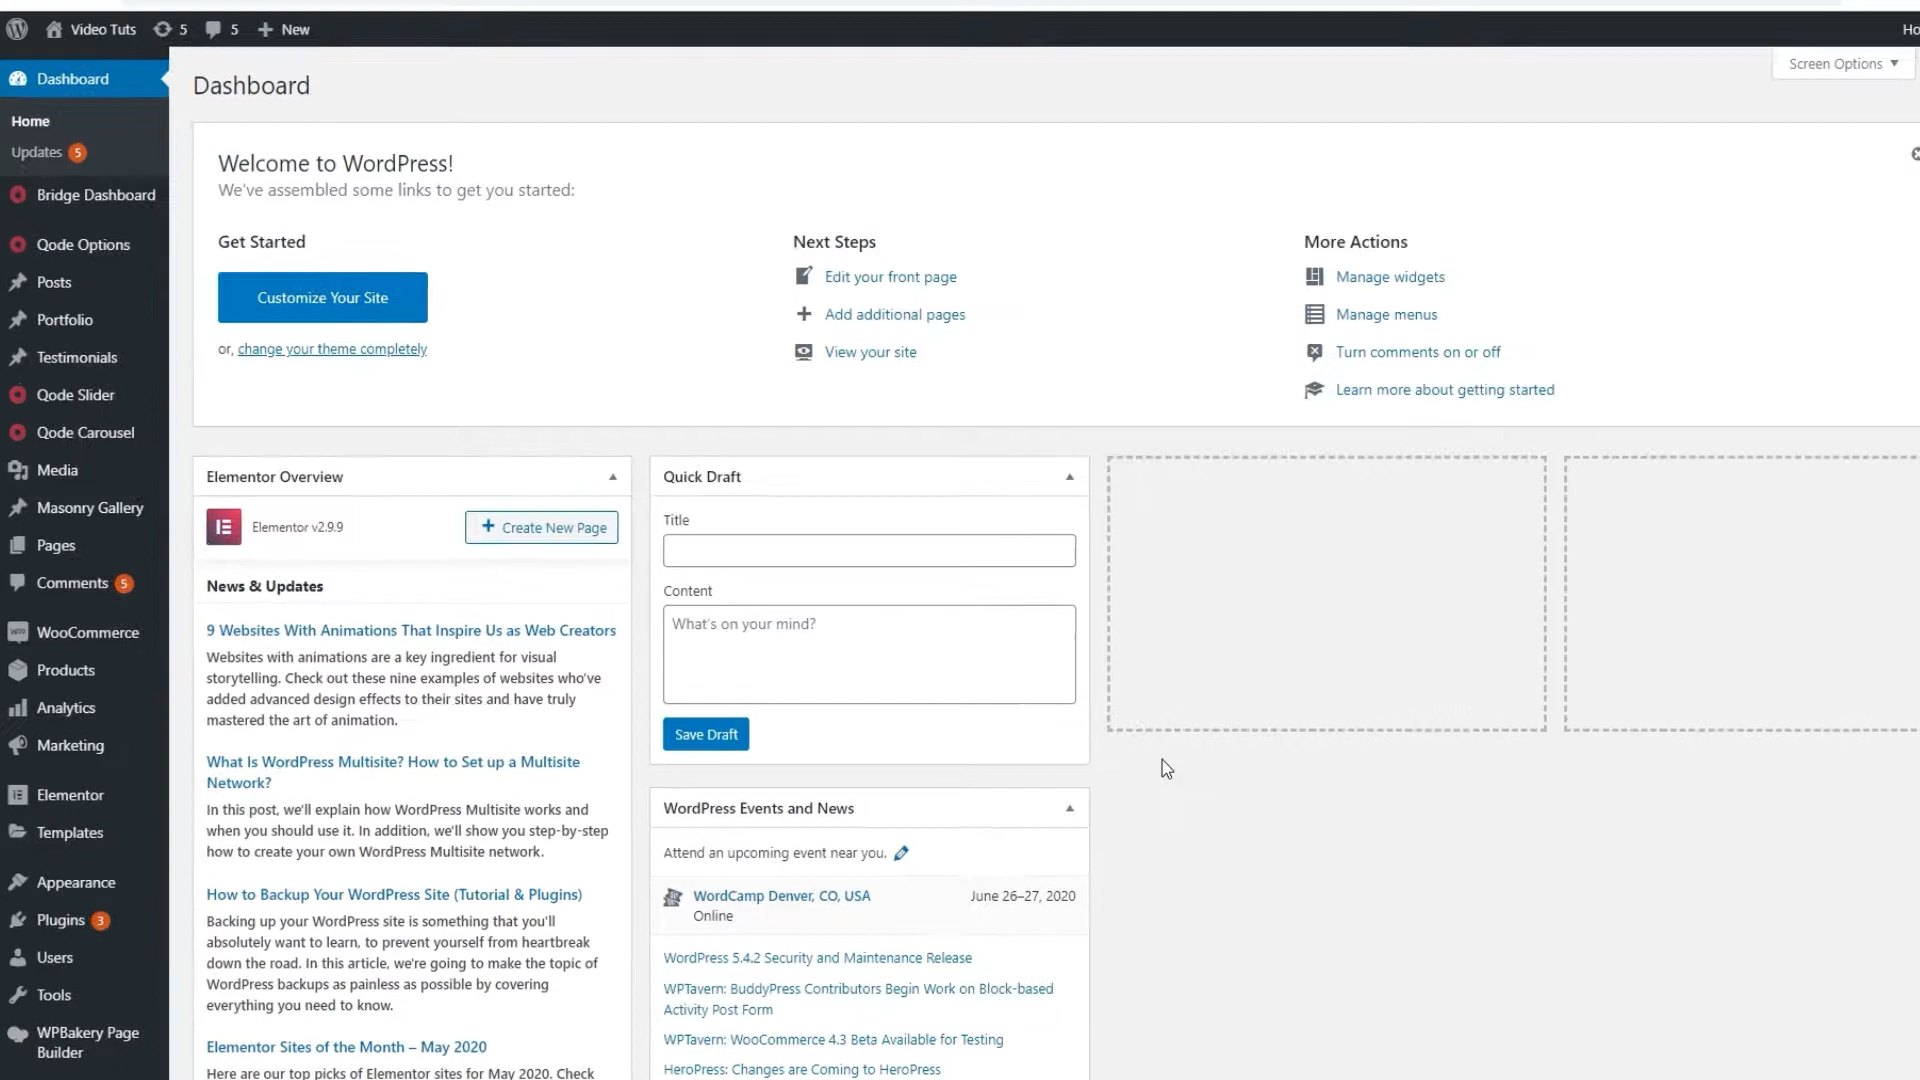 Video Tuts 5 5 New Ho
Screen Options
Dashboard
Home
Updates 5
Bridge Dashboard
Qode Options
Posts
Portfolio
Testimonials
Qode Slider
Qode Carousel
Media
Masonry Gallery
Pages
Comments 5
WooCommerce
Products
Analytics
Marketing
Elementor
Templates
Appearance
Plugins 3
Users
Tools
WPBakery Page
Builder
Dashboard
Welcome to WordPress!
We've assembled some links to get you started:
Get Started
Customize Your Site
or, change your theme completely
Next Steps
Edit your front page
Add additional pages
View your site
More Actions
Manage widgets
Manage menus
Turn comments on or off
Learn more about getting started
Elementor Overview
Elementor v2.9.9
Create New Page
News & Updates
9 Websites With Animations That Inspire Us as Web Creators
Websites with animations are a key ingredient for visual
storytelling. Check out these nine examples of websites who've
added advanced design effects to their sites and have truly
mastered the art of animation.
What Is WordPress Multisite? How to Set up a Multisite
Network?
In this post, we'll explain how WordPress Multisite works and
when you should use it. In addition, we'll show you step-by-step
how to create your own WordPress Multisite network.
How to Backup Your WordPress Site (Tutorial & Plugins)
Backing up your WordPress site is something that you'll
absolutely want to learn, to prevent yourself from heartbreak
down the road. In this article, we're going to make the topic of
WordPress backups as painless as possible by covering
everything you need to know.
Elementor Sites of the Month – May 2020
Here are our top picks of Elementor sites for May 2020. Check
Quick Draft
Title
Content
What's on your mind?
Save Draft
WordPress Events and News
Attend an upcoming event near you.
WordCamp Denver, CO, USA June 26–27, 2020
Online
WordPress 5.4.2 Security and Maintenance Release
WPTavern: BuddyPress Contributors Begin Work on Block-based
Activity Post Form
WPTavern: WooCommerce 4.3 Beta Available for Testing
HeroPress: Changes are Coming to HeroPress